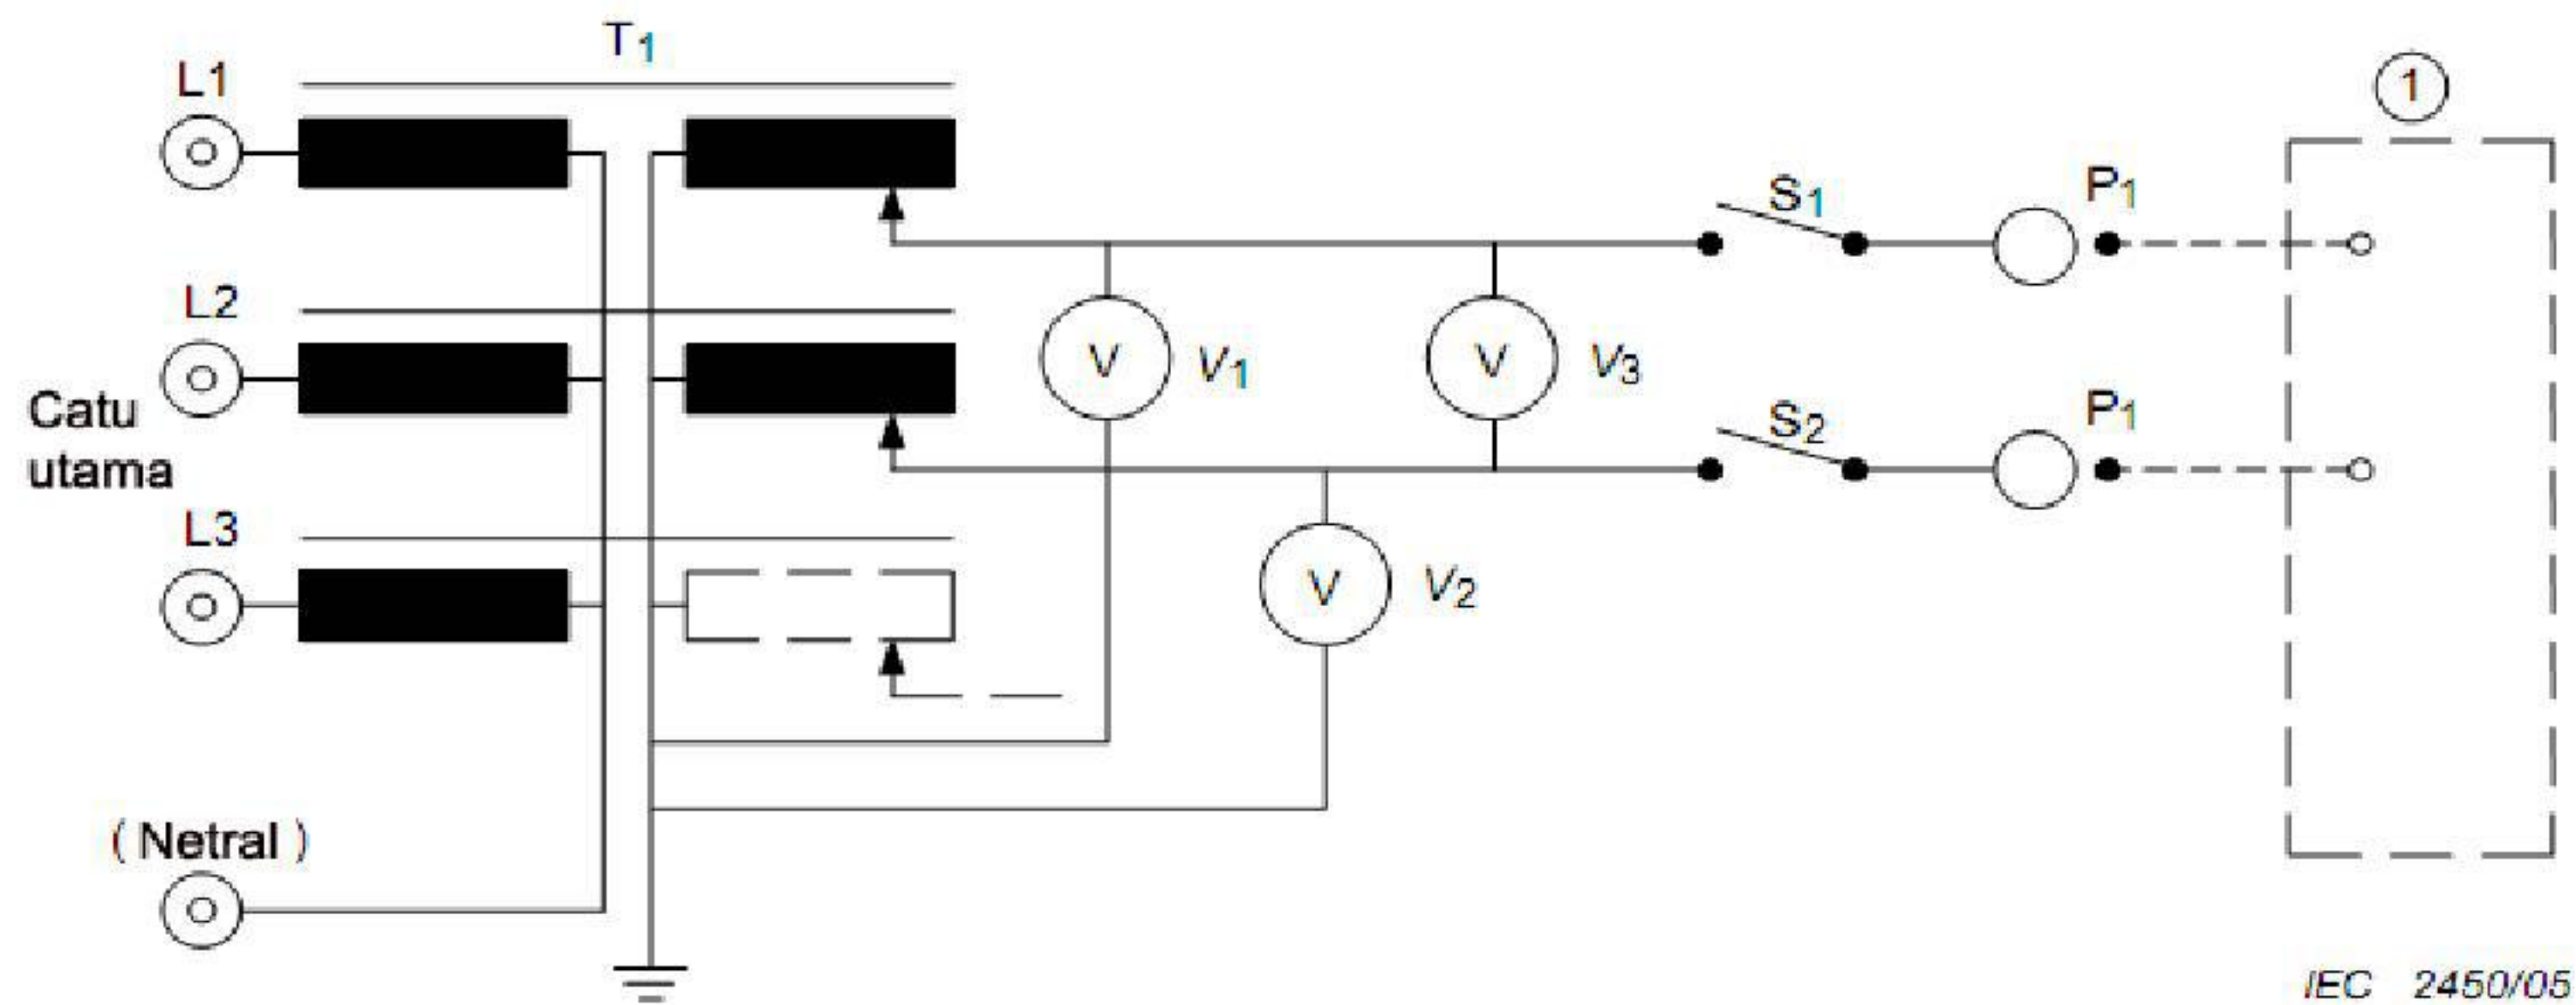 T1
L1
1
S1
P1
L2
V
V1
V
V3
S2
P1
Catu
utama
L3
V
V2
( Netral )
IEC 2450/05